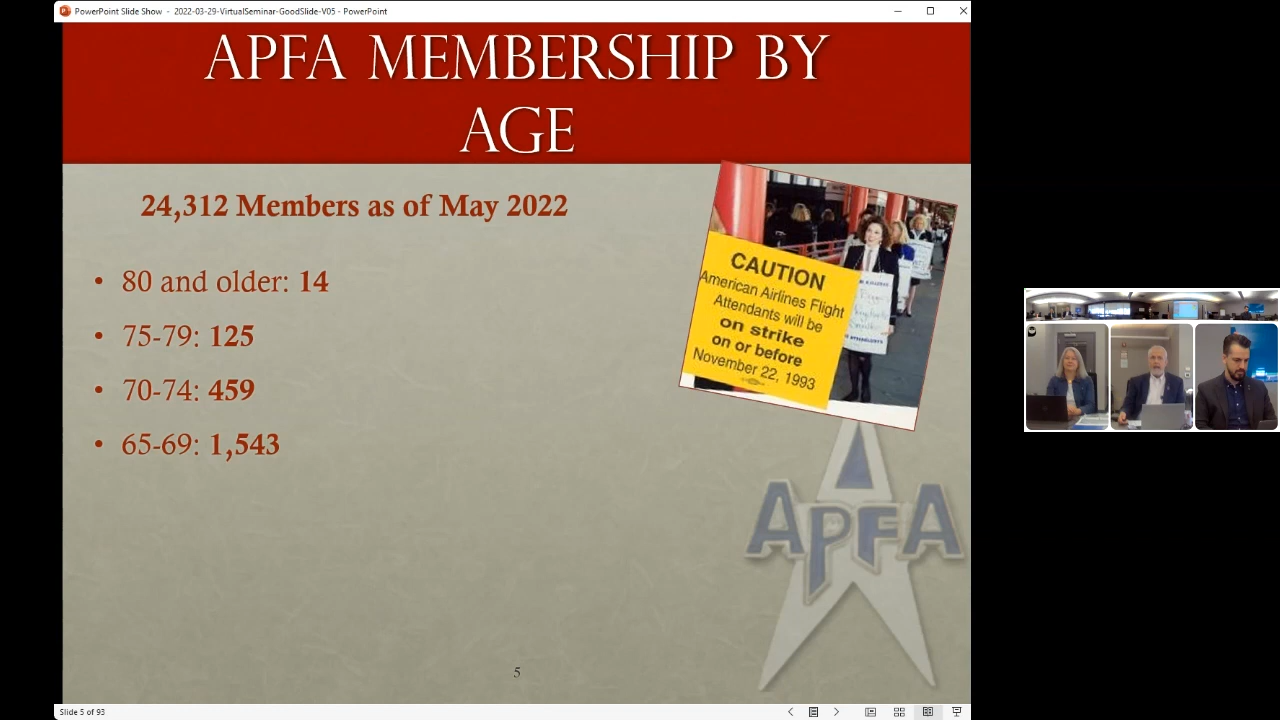 PowerPoint Slide Show - 2022-03-29-VirtualSeminar-GoodSlide-V05 - PowerPoint
APFA MEMBERSHIP BY
AGE
24,312 Members as of May 2022
• 80 and older: 14
• 75-79: 125
• 70-74: 459
• 65-69: 1,543
CAUTION
American Airlines Flight
Attendants will be
on strike
on or before
November 22, 1993
APFA
5
Slide 5 of 93